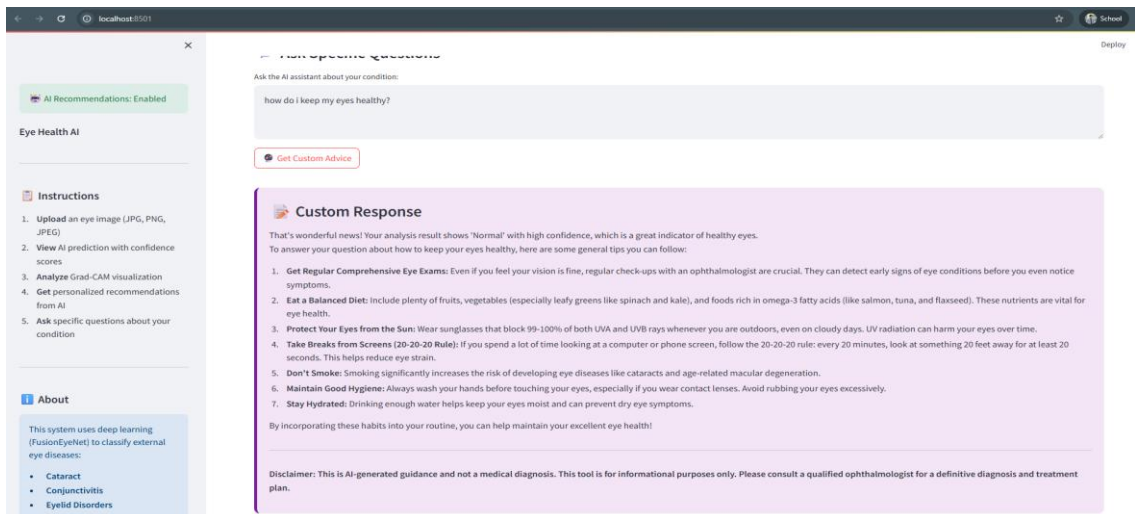 localhost:8501
School
Deploy
AI Recommendations: Enabled
Eye Health AI
Instructions
1. Upload an eye image (JPG, PNG,
JPEG)
2. View AI prediction with confidence
scores
3. Analyze Grad-CAM visualization
4. Get personalized recommendations
from AI
5. Ask specific questions about your
condition
About
This system uses deep learning
(FusionEyeNet) to classify external
eye diseases:
• Cataract
• Conjunctivitis
• Eyelid Disorders
Ask Specific Questions
Ask the AI assistant about your condition:
how do i keep my eyes healthy?
Get Custom Advice
Custom Response
That's wonderful news! Your analysis result shows 'Normal' with high confidence, which is a great indicator of healthy eyes.
To answer your question about how to keep your eyes healthy, here are some general tips you can follow:
1. Get Regular Comprehensive Eye Exams: Even if you feel your vision is fine, regular check-ups with an ophthalmologist are crucial. They can detect early signs of eye conditions before you even notice
symptoms.
2. Eat a Balanced Diet: Include plenty of fruits, vegetables (especially leafy greens like spinach and kale), and foods rich in omega-3 fatty acids (like salmon, tuna, and flaxseed). These nutrients are vital for
eye health.
3. Protect Your Eyes from the Sun: Wear sunglasses that block 99-100% of both UVA and UVB rays whenever you are outdoors, even on cloudy days. UV radiation can harm your eyes over time.
4. Take Breaks from Screens (20-20-20 Rule): If you spend a lot of time looking at a computer or phone screen, follow the 20-20-20 rule: every 20 minutes, look at something 20 feet away for at least 20
seconds. This helps reduce eye strain.
5. Don't Smoke: Smoking significantly increases the risk of developing eye diseases like cataracts and age-related macular degeneration.
6. Maintain Good Hygiene: Always wash your hands before touching your eyes, especially if you wear contact lenses. Avoid rubbing your eyes excessively.
7. Stay Hydrated: Drinking enough water helps keep your eyes moist and can prevent dry eye symptoms.
By incorporating these habits into your routine, you can help maintain your excellent eye health!
Disclaimer: This is AI-generated guidance and not a medical diagnosis. This tool is for informational purposes only. Please consult a qualified ophthalmologist for a definitive diagnosis and treatment
plan.